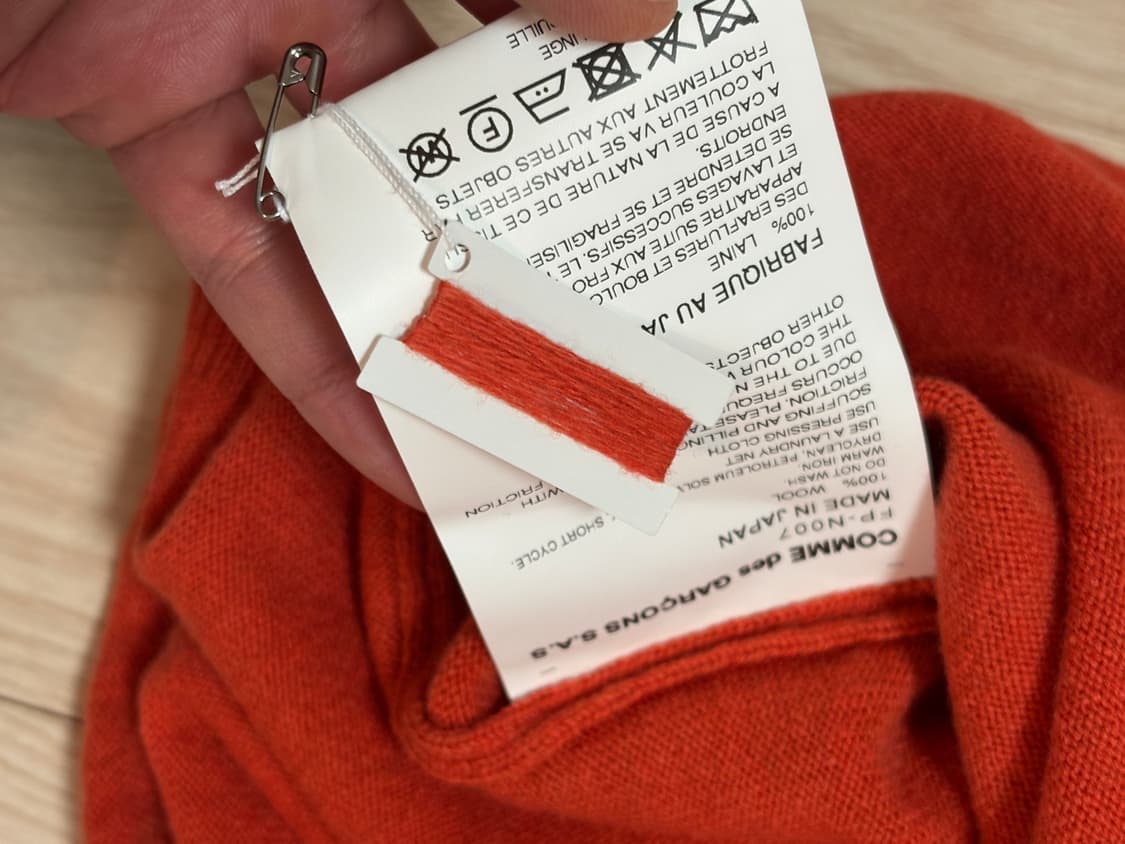 COMME des GARÇONS S.A.S
FP-N007
MADE IN JAPAN
100% WOOL
DO NOT WASH.
WARM IRON.
DRYCLEAN, PETROLEUM SHORT CYCLE.
USE A LAUNDRY NET
USE PRESSING CLOTH
SCUFFING AND PILLING WITH FRICTION
FRICTION, PLEASE
OCCURS FREQU
DUE TO THE N
THE COLOUR
OTHER OBJECTS
FABRIQUE AU JA
100% LAINE
DES ERAFLURES ET
APPARAITRE SUITE AUX FRO
ET LAVAGES SUCCESSIFS. LE
SE DETENDRE ET SE FRAGILISE
ENDROITS.
A CAUSE DE LA NATURE DE CE TI
LA COULEUR VA SE TRANSFERER
FROTTEMENT AUX AUTRES OBJETS
F
W